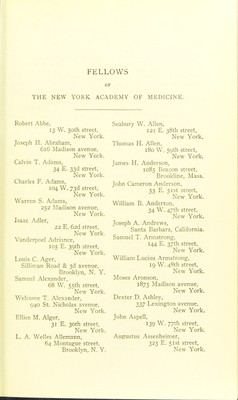 FELLOWS
OF
THE NEW YORK ACADEMY OF MEDICINE.
Robert Abbe,
13 W. 50th street,
New York.
Joseph H. Abraham,
616 Madison avenue,
New York.
Calvin T. Adams,
34 E. 33d street,
New York.
Charles F. Adams,
104 W. 73d street,
New York.
Warren S. Adams,
252 Madison avenue,
New York.
Isaac Adler,
22 E. 62d street,
New York.
Vanderpoel Adriance,
105 E. 39th street,
New York.
Louis C. Ager,
Silliman Road & 3d avenue,
Brooklyn, N. Y.
Samuel Alexander,
68 W. 55th street,
New York.
Welcome T. Alexander,
940 St. Nicholas avenue,
New York.
Ellice M. Alger,
31 E. 30th street,
New York.
L. A. Welles Allemann,
64 Montague street,
Brooklyn, N. Y.
Seabury W. Allen,
121 E. 38th street,
New York.
Thomas H. Allen,
180 W. 59th street,
New York.
James H. Anderson,
1085 Beacon street,
Brookline, Mass.
John Cameron Anderson,
53 E. 31st street,
New York.
William B. Anderton,
34 W. 47th street,
New York.
Joseph A. Andrews,
Santa Barbara, California.
Samuel T. Armstrong,
144 E. 37th street,
New York.
William Lucius Armstrong,
19 W. 48th street,
New York.
Moses Aronson,
1875 Madison avenue,
New York.
Dexter D. Ashley,
337 Lexington avenue,
New York.
John Aspell,
139 W. 77th street,
New York.
Augustus Assenheimer,
323 E. 51st street,
New York.